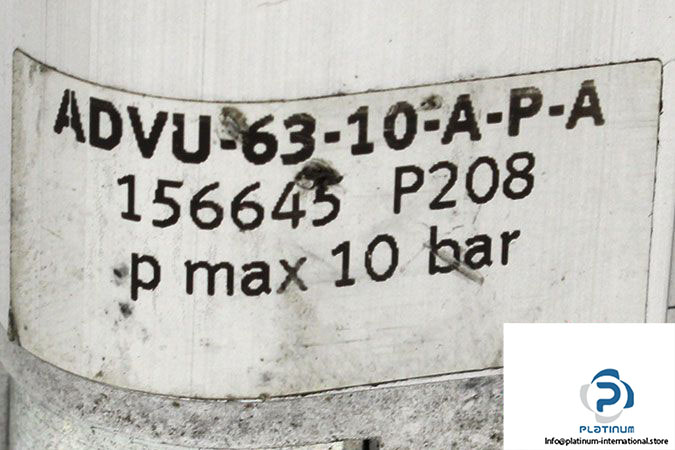 ADVU-63-10-A-P-A
156645 P208
p max 10 bar
PLATINUM
Info@platinum-international.store